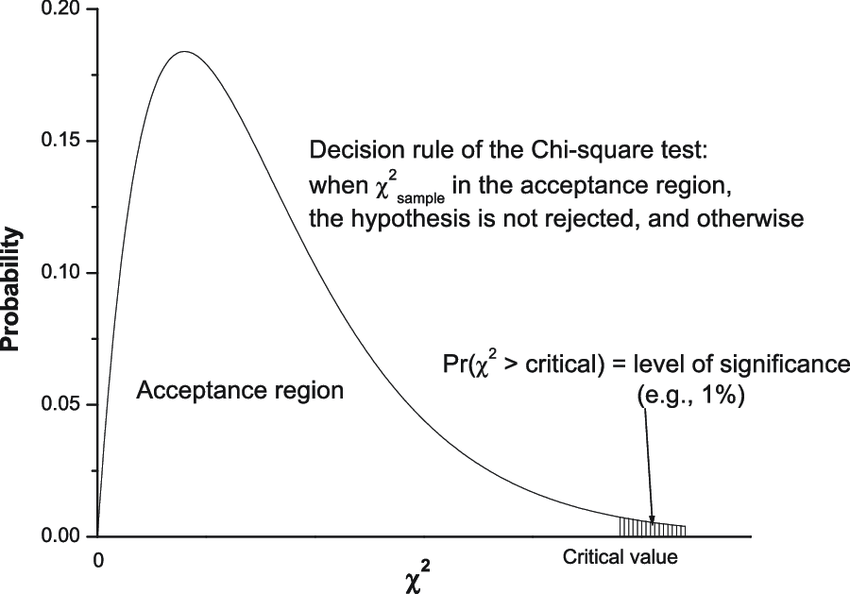 0.20
0.15
0.10
0.05
0.00
Probability
Decision rule of the Chi-square test:
when χ²sample in the acceptance region,
the hypothesis is not rejected, and otherwise
Pr(χ² > critical) = level of significance
(e.g., 1%)
Acceptance region
0
Critical value
χ²